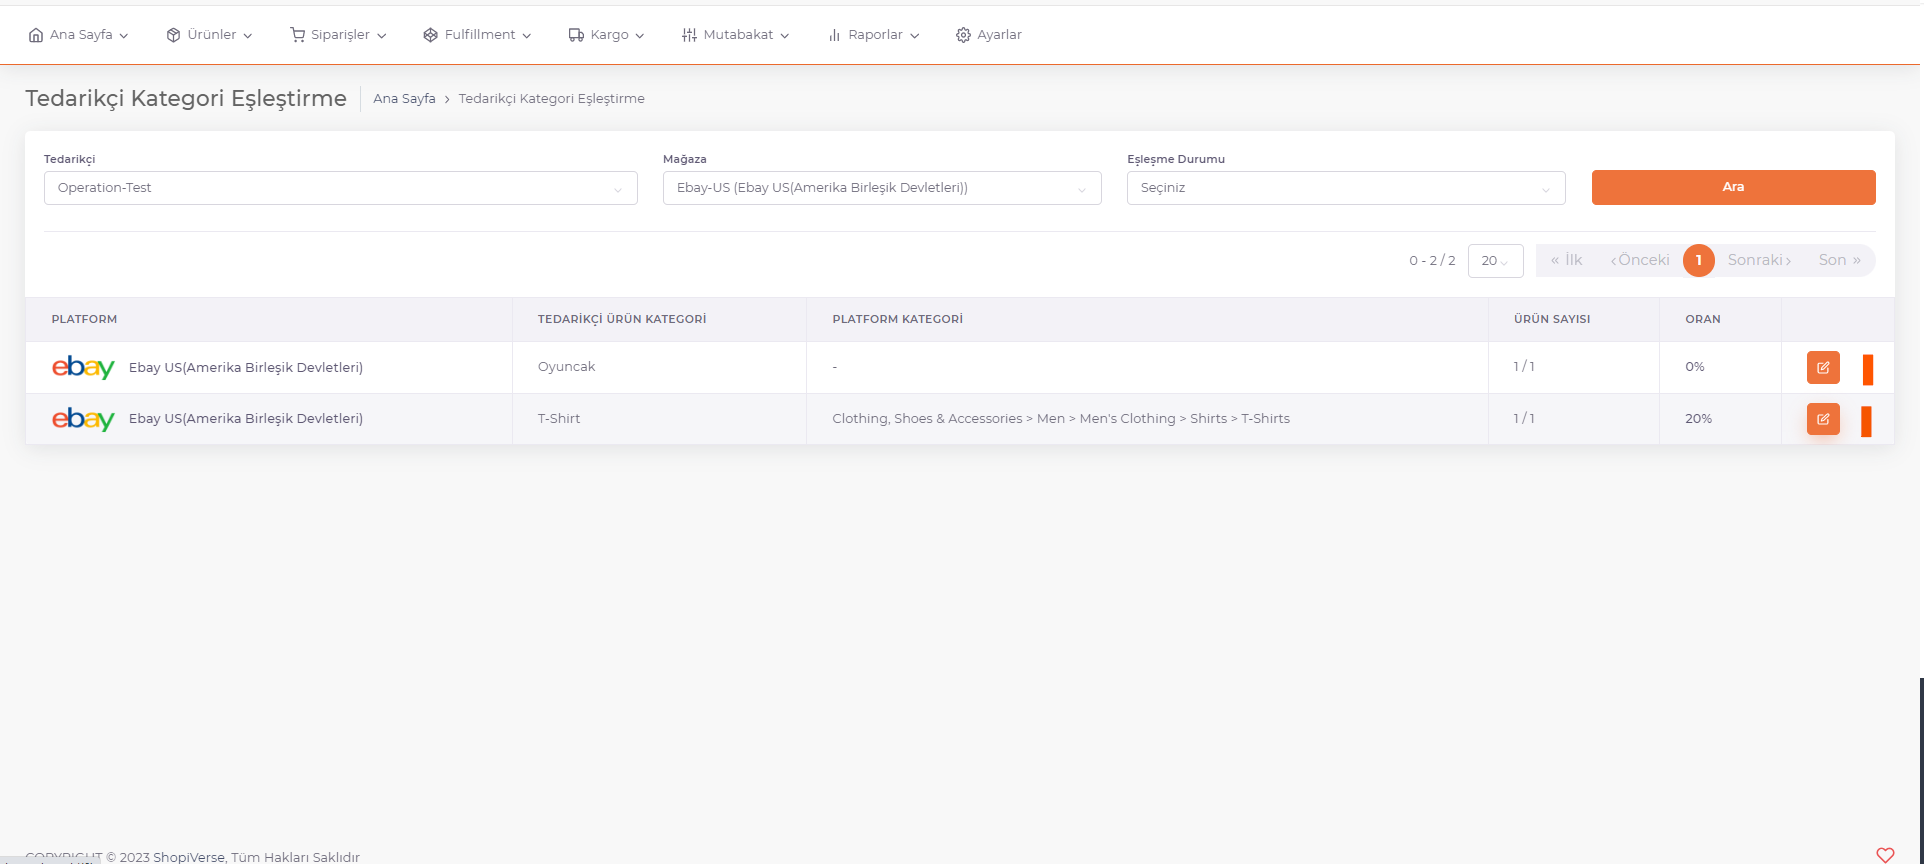 Ana Sayfa Ürünler Siparişler Fulfillment Kargo Mutabakat Raporlar Ayarlar
Tedarikçi Kategori Eşleştirme Ana Sayfa › Tedarikçi Kategori Eşleştirme
Tedarikçi Mağaza Eşleşme Durumu
Operation-Test Ebay-US (Ebay US(Amerika Birleşik Devletleri)) Seçiniz Ara
0 - 2 / 2 20 « İlk ‹ Önceki 1 Sonraki › Son »
PLATFORM TEDARİKÇİ ÜRÜN KATEGORİ PLATFORM KATEGORİ ÜRÜN SAYISI ORAN
ebay Ebay US(Amerika Birleşik Devletleri) Oyuncak - 1 / 1 0%
ebay Ebay US(Amerika Birleşik Devletleri) T-Shirt Clothing, Shoes & Accessories > Men > Men's Clothing > Shirts > T-Shirts 1 / 1 20%
COPYRIGHT © 2023 ShopiVerse, Tüm Hakları Saklıdır